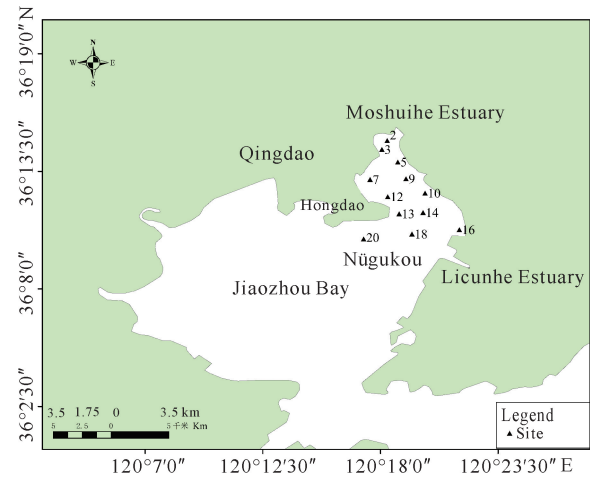 36°19′0″ N
N
W E
S
Moshuihe Estuary
2
3
36°13′30″
Qingdao
5
7
9
12
10
Hongdao
13
14
16
18
20
Nügukou
Licunhe Estuary
36°8′0″
Jiaozhou Bay
36°2′30″
3.5 1.75 0 3.5 km
5 2.5 0 5 千米 Km
Legend
▲ Site
120°7′0″ 120°12′30″ 120°18′0″ 120°23′30″ E